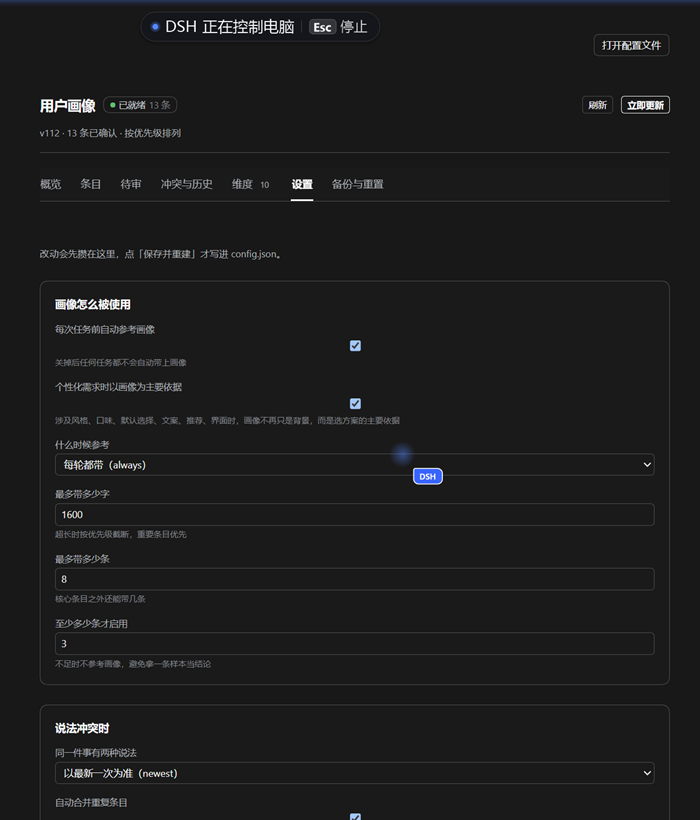 DSH 正在控制电脑 Esc 停止
打开配置文件
用户画像 已就绪 13 条 刷新 立即更新
v112 · 13 条已确认 · 按优先级排列
概览 条目 待审 冲突与历史 维度 10 设置 备份与重置
改动会先攒在这里，点「保存并重建」才写进 config.json。
画像怎么被使用
每次任务前自动参考画像
关掉后任何任务都不会自动带上画像
个性化需求时以画像为主要依据
涉及风格、口味、默认选择、文案、推荐、界面时，画像不再只是背景，而是选方案的主要依据
什么时候参考
每轮都带（always）
DSH
最多带多少字
1600
超长时按优先级截断，重要条目优先
最多带多少条
8
核心条目之外还能带几条
至少多少条才启用
3
不足时不参考画像，避免拿一条样本当结论
说法冲突时
同一件事有两种说法
以最新一次为准（newest）
自动合并重复条目